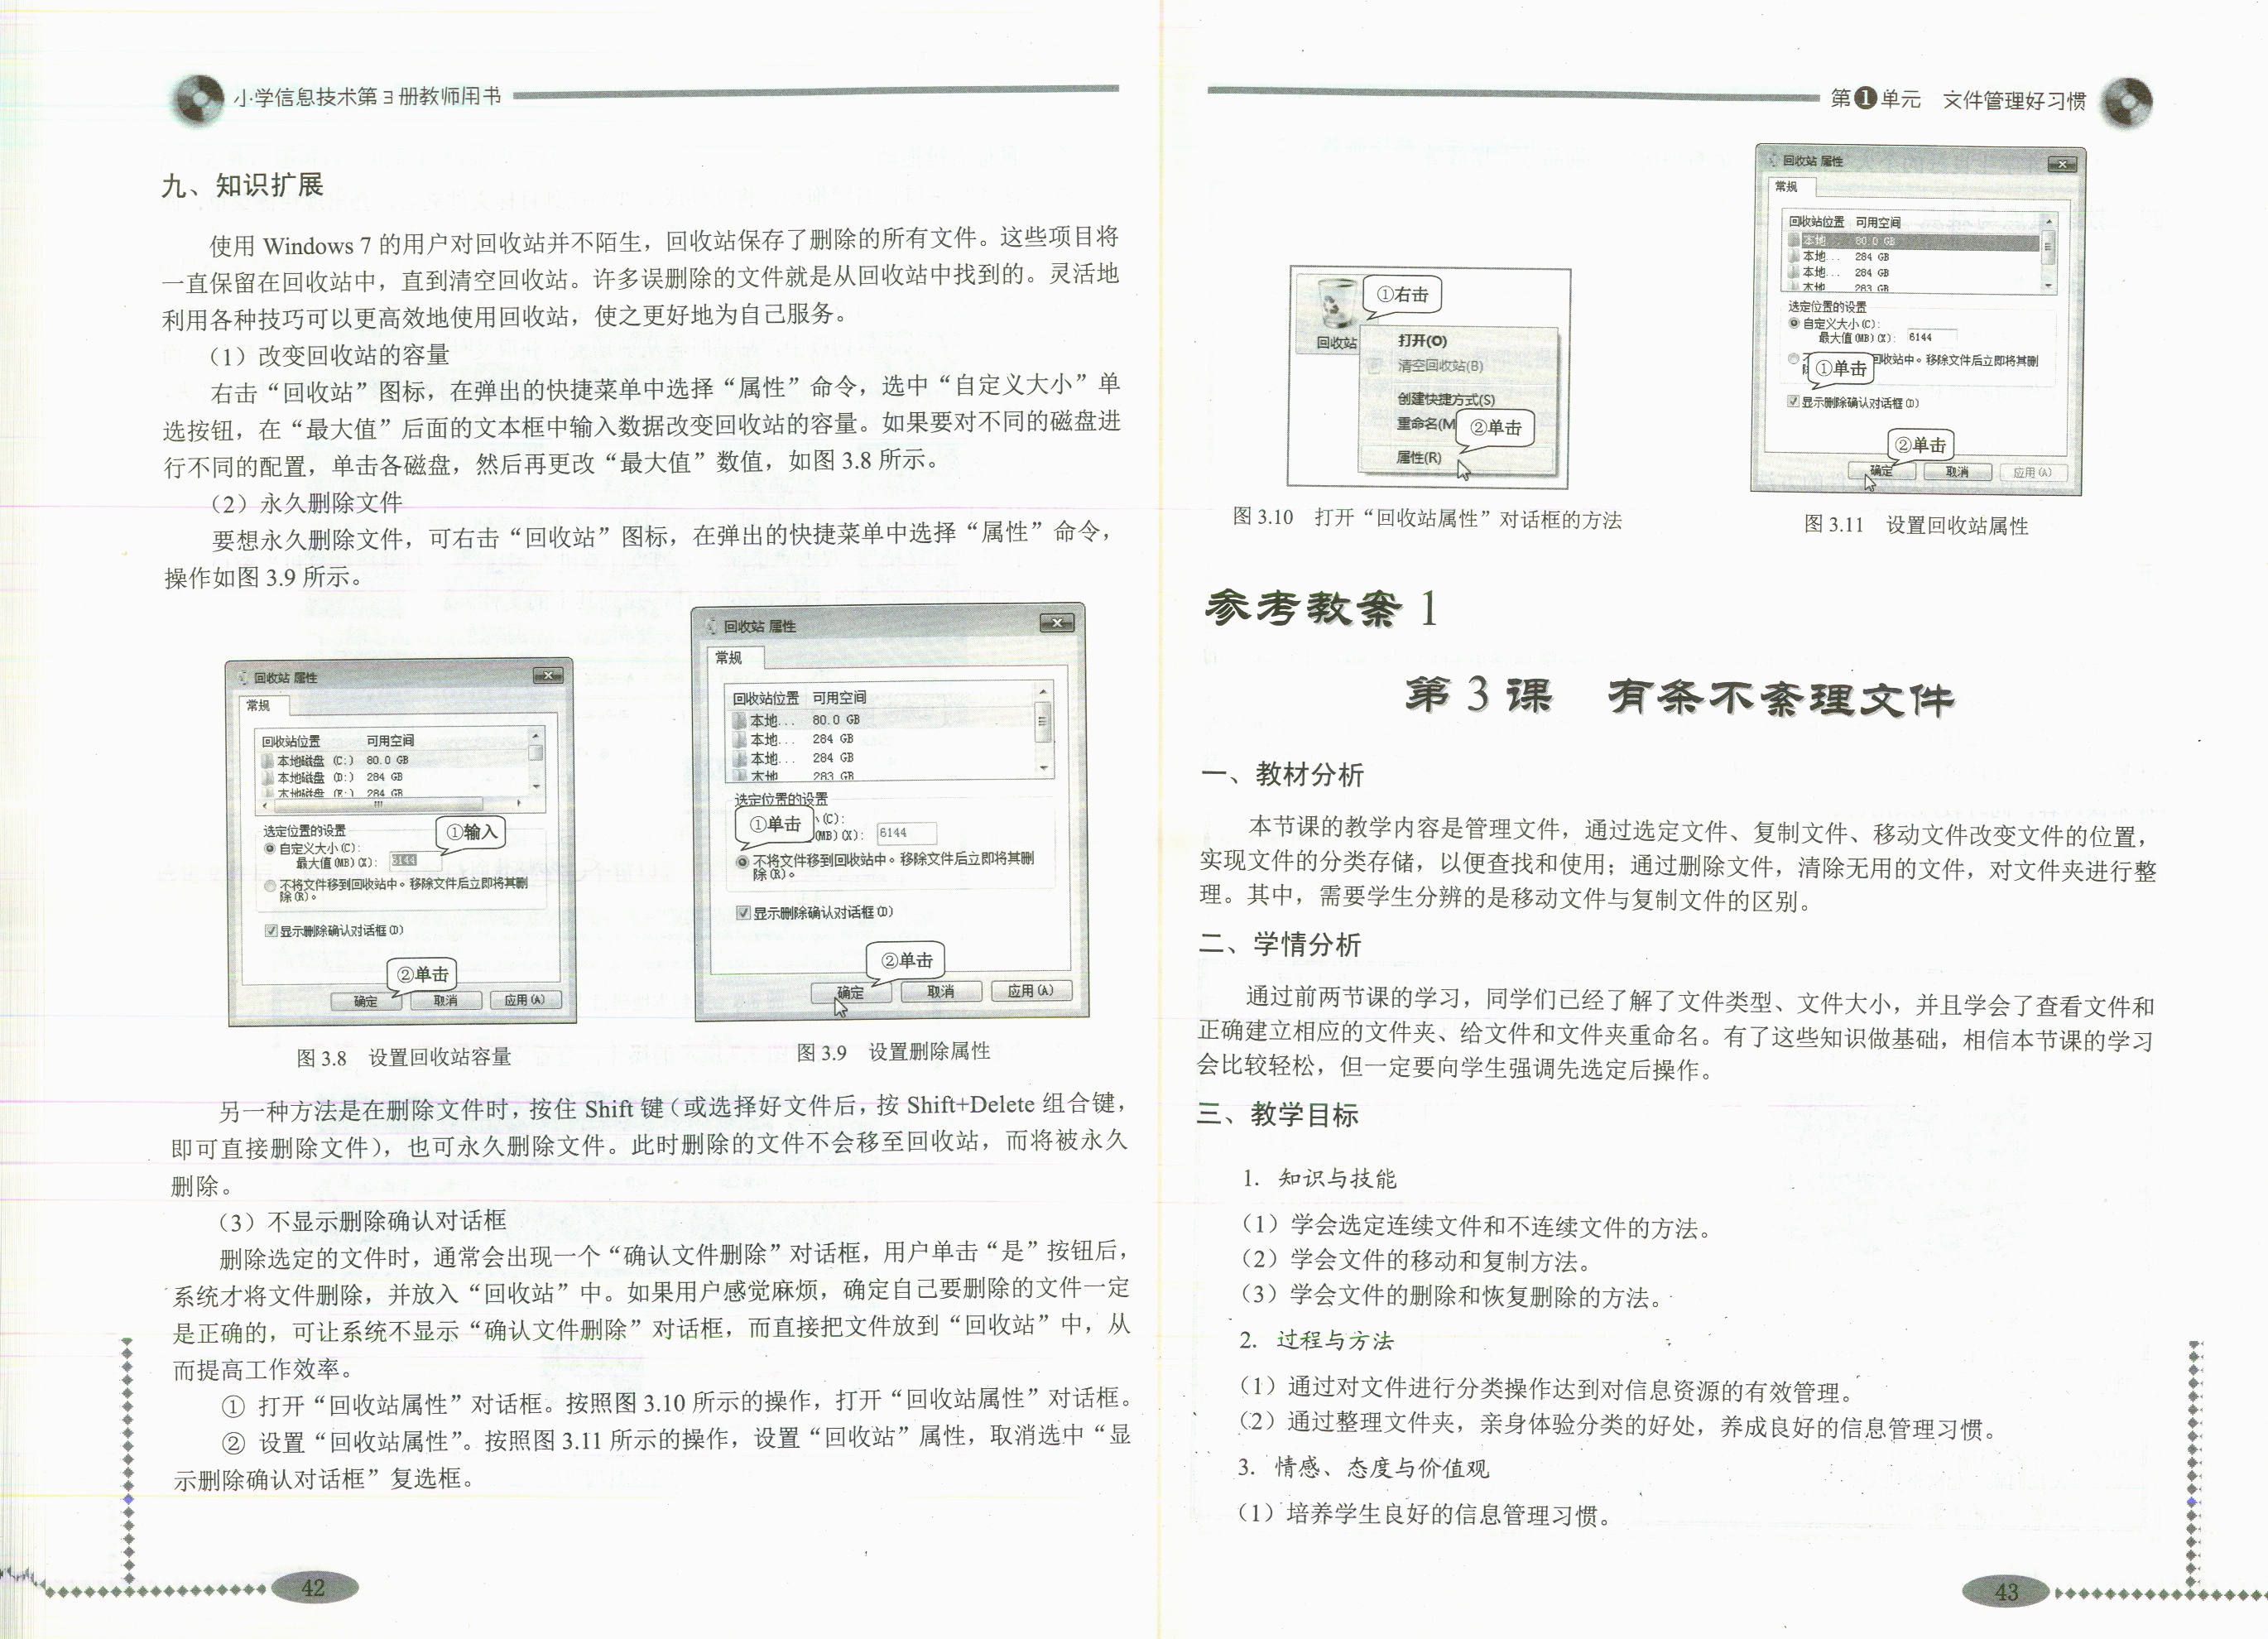 小学信息技术第3册教师用书
九、知识扩展
使用 Windows 7 的用户对回收站并不陌生，回收站保存了删除的所有文件。这些项目将
一直保留在回收站中，直到清空回收站。许多误删除的文件就是从回收站中找到的。灵活地
利用各种技巧可以更高效地使用回收站，使之更好地为自己服务。
（1）改变回收站的容量
右击“回收站”图标，在弹出的快捷菜单中选择“属性”命令，选中“自定义大小”单
选按钮，在“最大值”后面的文本框中输入数据改变回收站的容量。如果要对不同的磁盘进
行不同的配置，单击各磁盘，然后再更改“最大值”数值，如图 3.8 所示。
（2）永久删除文件
要想永久删除文件，可右击“回收站”图标，在弹出的快捷菜单中选择“属性”命令，
操作如图 3.9 所示。
回收站 属性
常规
回收站位置 可用空间
本地磁盘 (C:) 80.0 GB
本地磁盘 (D:) 284 GB
本地磁盘 (E:) 284 GB
选定位置的设置
①输入
自定义大小(C):
最大值(MB)(X): 6144
不将文件移到回收站中。移除文件后立即将其删
除(R)。
显示删除确认对话框(D)
②单击
确定 取消 应用(A)
图 3.8 设置回收站容量
回收站 属性
常规
回收站位置 可用空间
本地... 80.0 GB
本地... 284 GB
本地... 284 GB
本地 283 GB
选定位置的设置
①单击
(C):
(MB)(X): 6144
不将文件移到回收站中。移除文件后立即将其删
除(R)。
显示删除确认对话框(D)
②单击
确定 取消 应用(A)
图 3.9 设置删除属性
另一种方法是在删除文件时，按住 Shift 键（或选择好文件后，按 Shift+Delete 组合键，
即可直接删除文件），也可永久删除文件。此时删除的文件不会移至回收站，而将被永久
删除。
（3）不显示删除确认对话框
删除选定的文件时，通常会出现一个“确认文件删除”对话框，用户单击“是”按钮后，
系统才将文件删除，并放入“回收站”中。如果用户感觉麻烦，确定自己要删除的文件一定
是正确的，可让系统不显示“确认文件删除”对话框，而直接把文件放到“回收站”中，从
而提高工作效率。
① 打开“回收站属性”对话框。按照图 3.10 所示的操作，打开“回收站属性”对话框。
② 设置“回收站属性”。按照图 3.11 所示的操作，设置“回收站”属性，取消选中“显
示删除确认对话框”复选框。
42
第1单元 文件管理好习惯
①右击
回收站
打开(O)
清空回收站(B)
创建快捷方式(S)
重命名(M
②单击
属性(R)
图 3.10 打开“回收站属性”对话框的方法
回收站 属性
常规
回收站位置 可用空间
本地 80.0 GB
本地... 284 GB
本地... 284 GB
本地 283 GB
选定位置的设置
自定义大小(C):
最大值(MB)(X): 6144
①单击
回收站中。移除文件后立即将其删
显示删除确认对话框(D)
②单击
确定 取消 应用(A)
图 3.11 设置回收站属性
参考教案 1
第 3 课 有条不紊理文件
一、教材分析
本节课的教学内容是管理文件，通过选定文件、复制文件、移动文件改变文件的位置，
实现文件的分类存储，以便查找和使用；通过删除文件，清除无用的文件，对文件夹进行整
理。其中，需要学生分辨的是移动文件与复制文件的区别。
二、学情分析
通过前两节课的学习，同学们已经了解了文件类型、文件大小，并且学会了查看文件和
正确建立相应的文件夹、给文件和文件夹重命名。有了这些知识做基础，相信本节课的学习
会比较轻松，但一定要向学生强调先选定后操作。
三、教学目标
1. 知识与技能
（1）学会选定连续文件和不连续文件的方法。
（2）学会文件的移动和复制方法。
（3）学会文件的删除和恢复删除的方法。
2. 过程与方法
（1）通过对文件进行分类操作达到对信息资源的有效管理。
（2）通过整理文件夹，亲身体验分类的好处，养成良好的信息管理习惯。
3. 情感、态度与价值观
（1）培养学生良好的信息管理习惯。
43